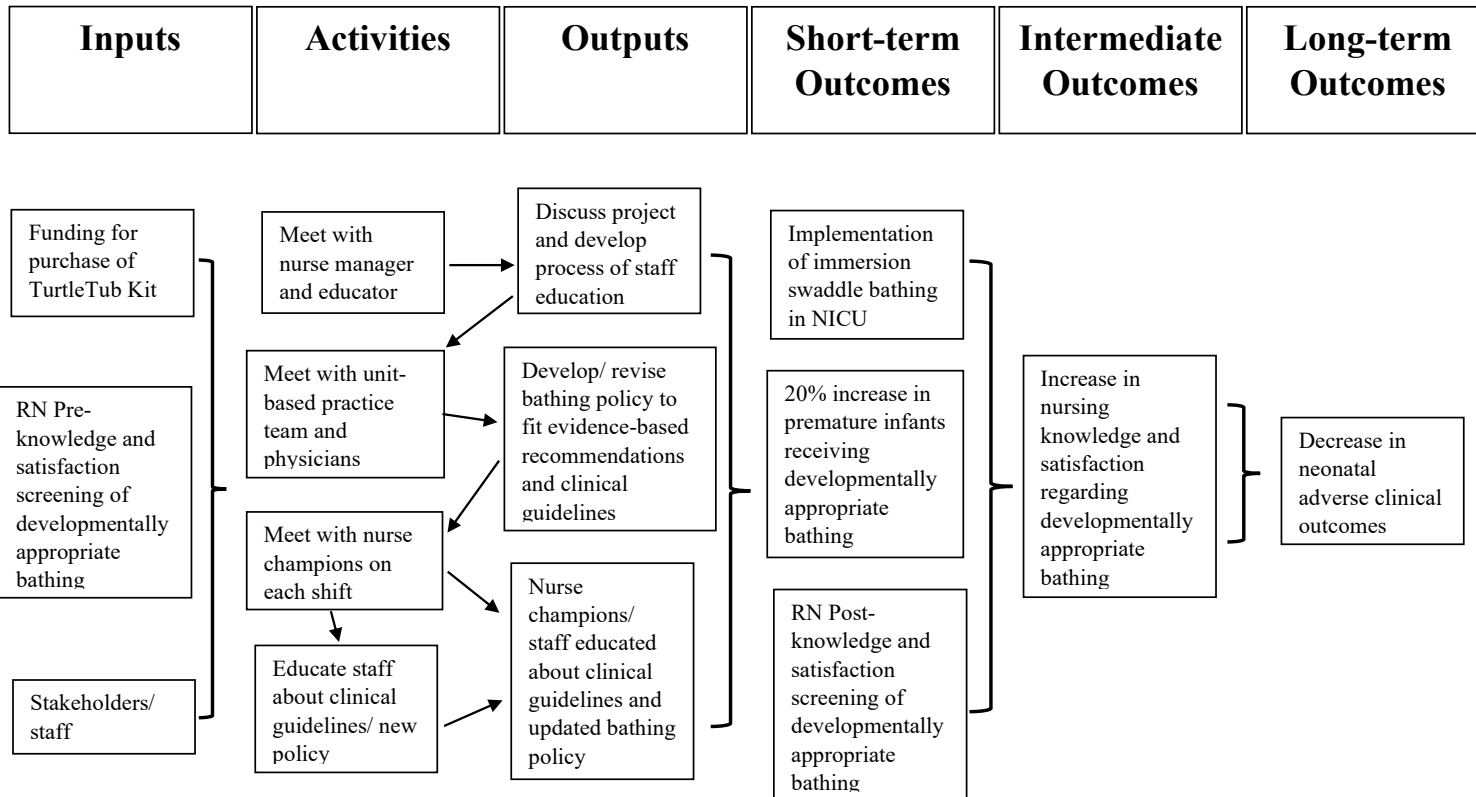 Inputs
Activities
Outputs
Short-term
Outcomes
Intermediate
Outcomes
Long-term
Outcomes
Funding for
purchase of
TurtleTub Kit
RN Pre-
knowledge and
satisfaction
screening of
developmentally
appropriate
bathing
Stakeholders/
staff
Meet with
nurse manager
and educator
Meet with unit-
based practice
team and
physicians
Meet with nurse
champions on
each shift
Educate staff
about clinical
guidelines/ new
policy
Discuss project
and develop
process of staff
education
Develop/ revise
bathing policy to
fit evidence-based
recommendations
and clinical
guidelines
Nurse
champions/
staff educated
about clinical
guidelines and
updated bathing
policy
Implementation
of immersion
swaddle bathing
in NICU
20% increase in
premature infants
receiving
developmentally
appropriate
bathing
RN Post-
knowledge and
satisfaction
screening of
developmentally
appropriate
bathing
Increase in
nursing
knowledge and
satisfaction
regarding
developmentally
appropriate
bathing
Decrease in
neonatal
adverse clinical
outcomes